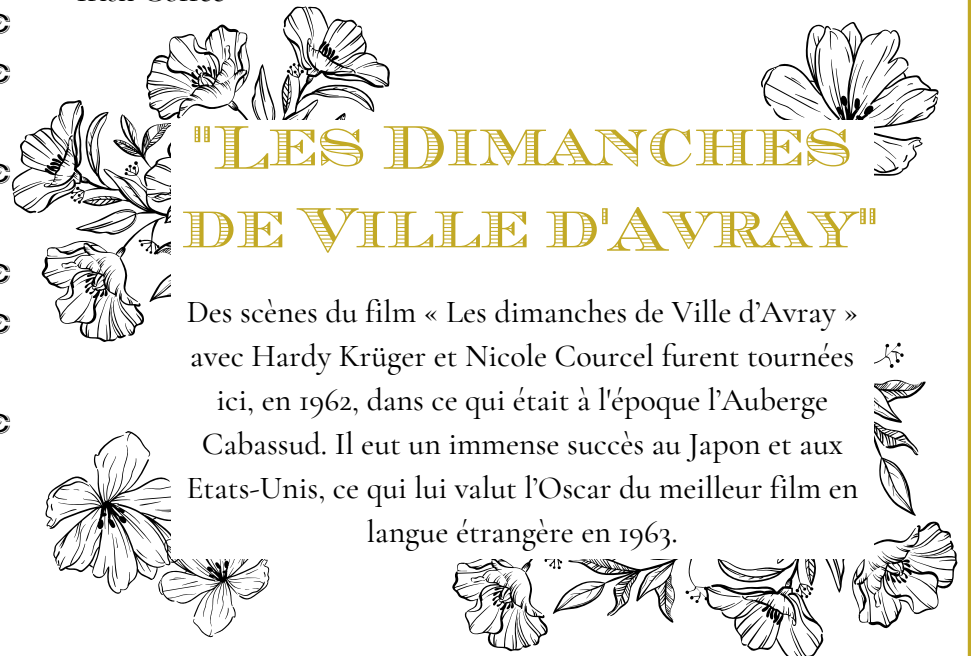 "Les Dimanches
de Ville d'Avray"
Des scènes du film « Les dimanches de Ville d’Avray »
avec Hardy Krüger et Nicole Courcel furent tournées
ici, en 1962, dans ce qui était à l'époque l’Auberge
Cabassud. Il eut un immense succès au Japon et aux
Etats-Unis, ce qui lui valut l’Oscar du meilleur film en
langue étrangère en 1963.